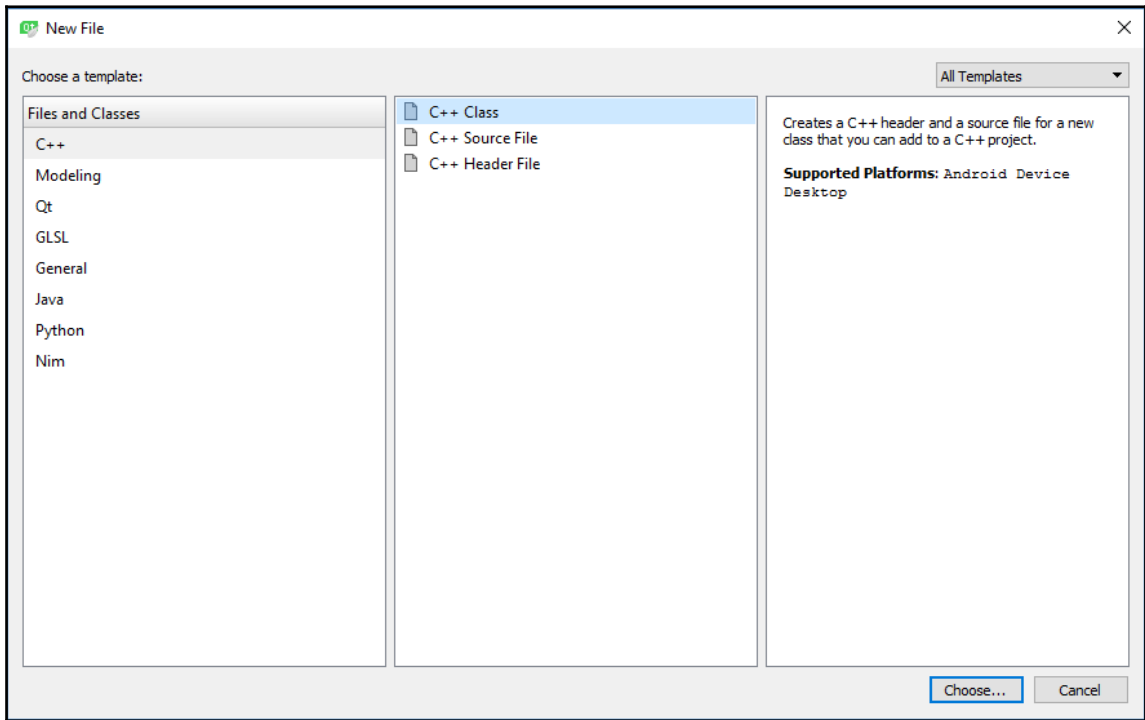 New File
Choose a template:
All Templates
Files and Classes
C++
Modeling
Qt
GLSL
General
Java
Python
Nim
C++ Class
C++ Source File
C++ Header File
Creates a C++ header and a source file for a new
class that you can add to a C++ project.
Supported Platforms: Android Device
Desktop
Choose...
Cancel